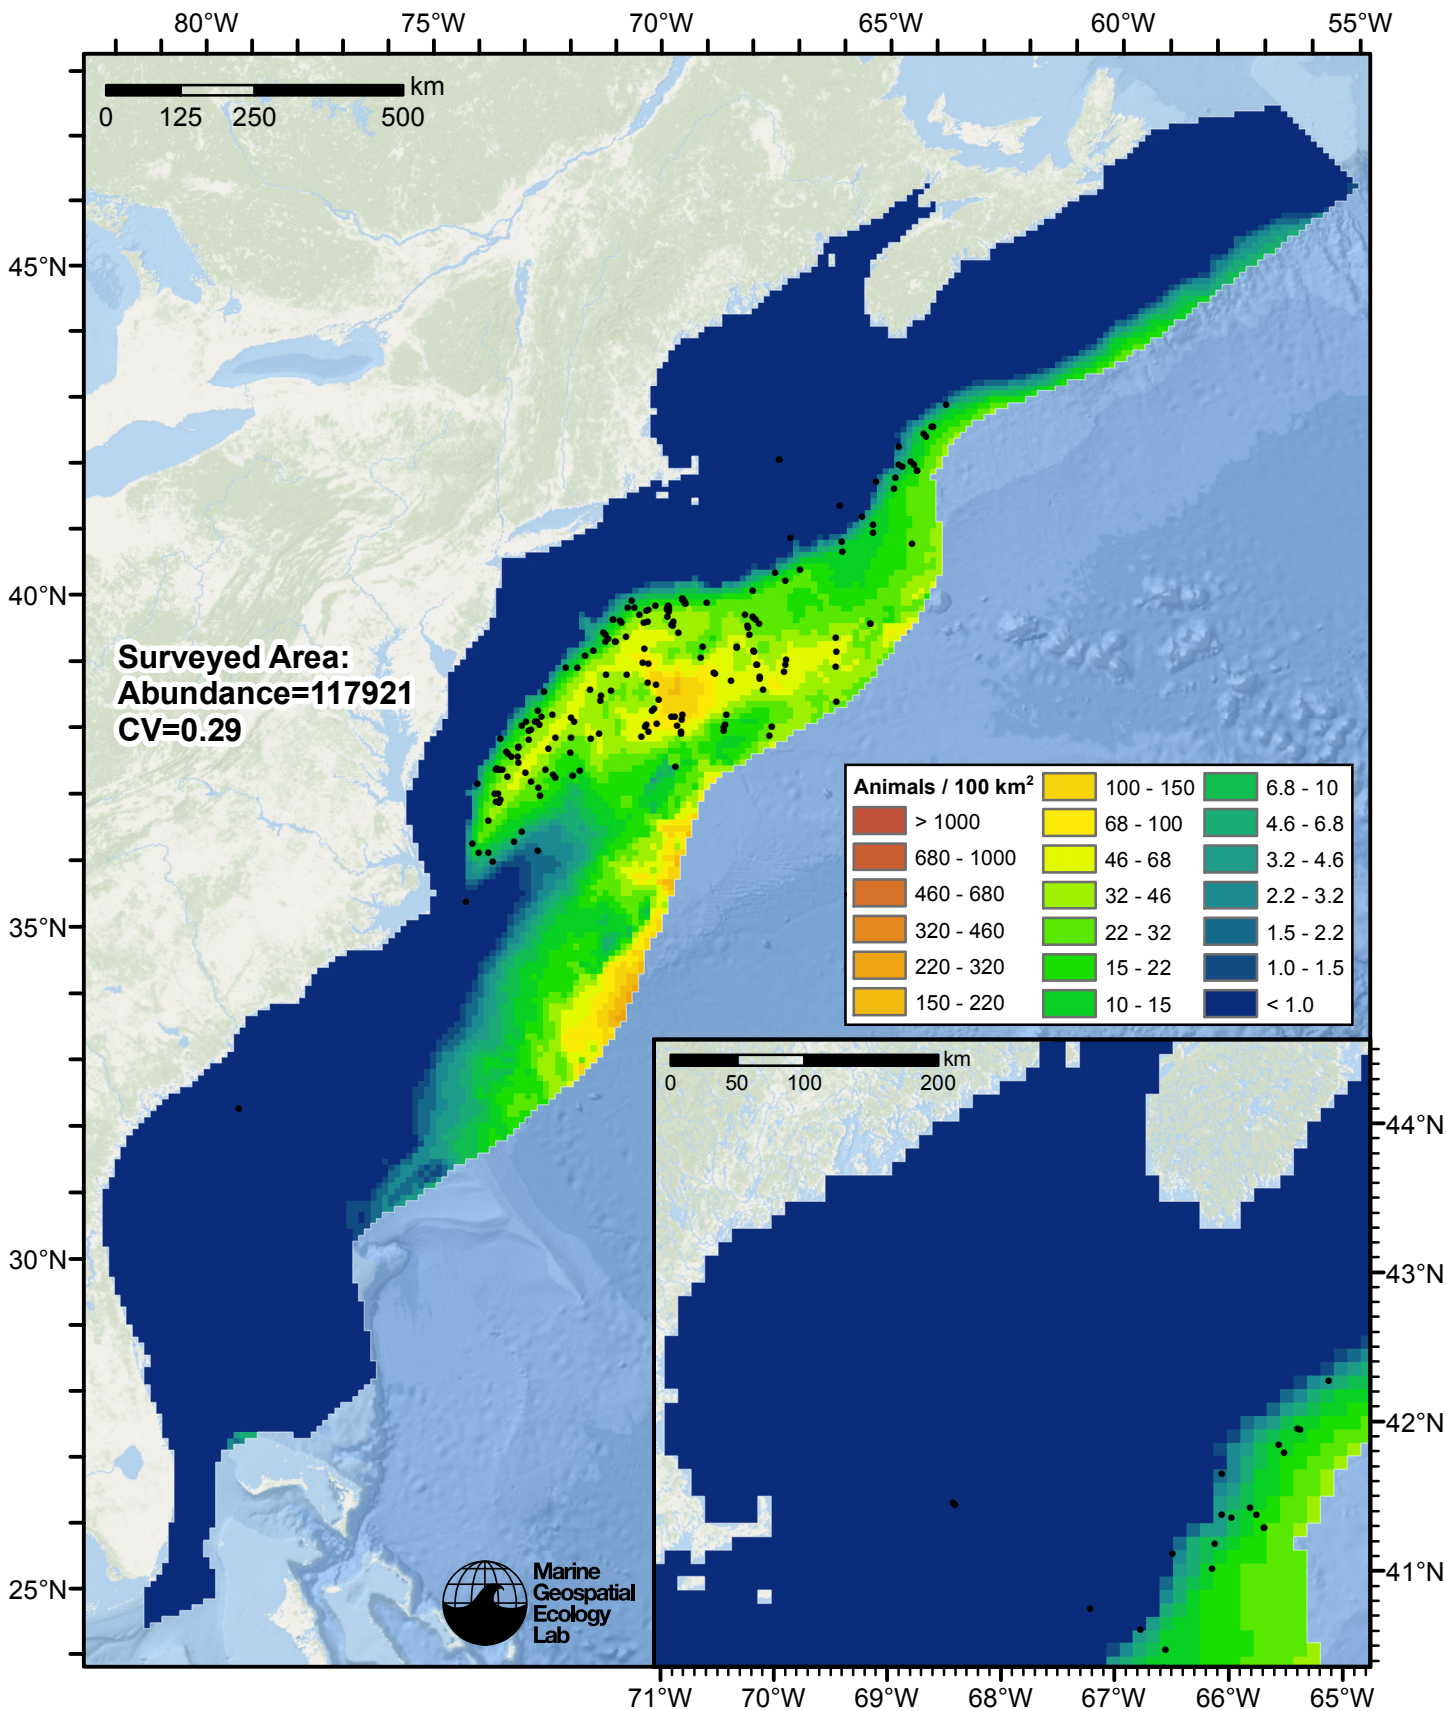 80°W 75°W 70°W 65°W 60°W 55°W
km
0 125 250 500
45°N
40°N
35°N
30°N
25°N
Surveyed Area:
Abundance=117921
CV=0.29
Animals / 100 km²
> 1000
680 - 1000
460 - 680
320 - 460
220 - 320
150 - 220
100 - 150
68 - 100
46 - 68
32 - 46
22 - 32
15 - 22
10 - 15
6.8 - 10
4.6 - 6.8
3.2 - 4.6
2.2 - 3.2
1.5 - 2.2
1.0 - 1.5
< 1.0
km
0 50 100 200
44°N
43°N
42°N
41°N
Marine
Geospatial
Ecology
Lab
71°W 70°W 69°W 68°W 67°W 66°W 65°W